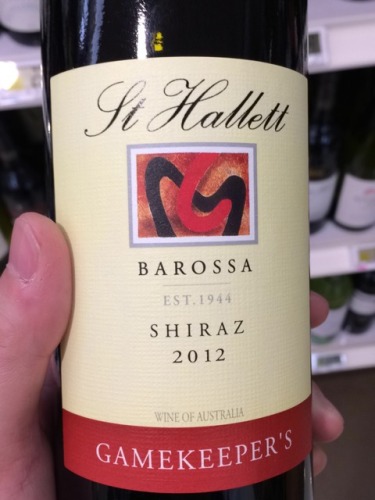 St Hallett
BAROSSA
EST. 1944
SHIRAZ
2012
WINE OF AUSTRALIA
GAMEKEEPER'S